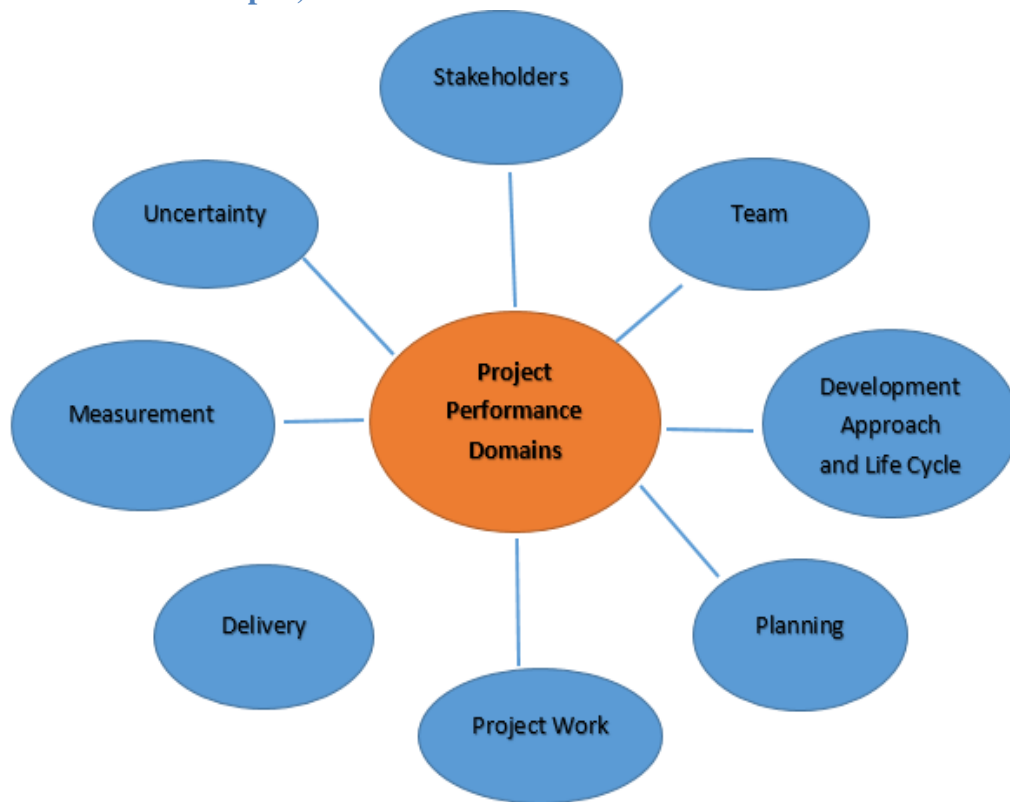 Stakeholders
Uncertainty
Team
Project
Performance
Domains
Measurement
Development
Approach
and Life Cycle
Delivery
Planning
Project Work